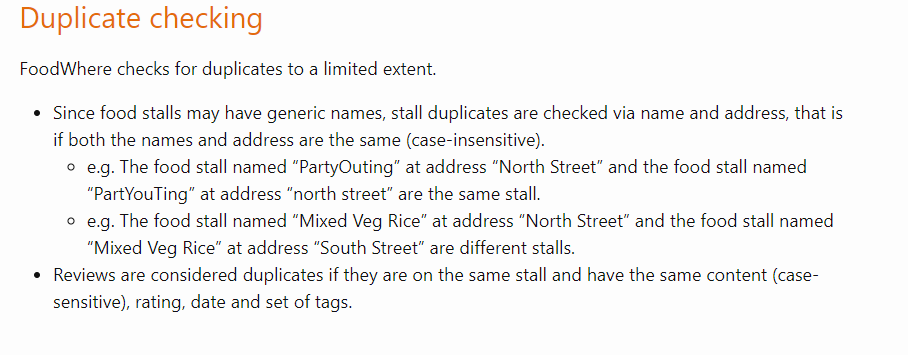 Duplicate checking
FoodWhere checks for duplicates to a limited extent.
• Since food stalls may have generic names, stall duplicates are checked via name and address, that is
if both the names and address are the same (case-insensitive).
◦ e.g. The food stall named “PartyOuting” at address “North Street” and the food stall named
“PartYouTing” at address “north street” are the same stall.
◦ e.g. The food stall named “Mixed Veg Rice” at address “North Street” and the food stall named
“Mixed Veg Rice” at address “South Street” are different stalls.
• Reviews are considered duplicates if they are on the same stall and have the same content (case-
sensitive), rating, date and set of tags.